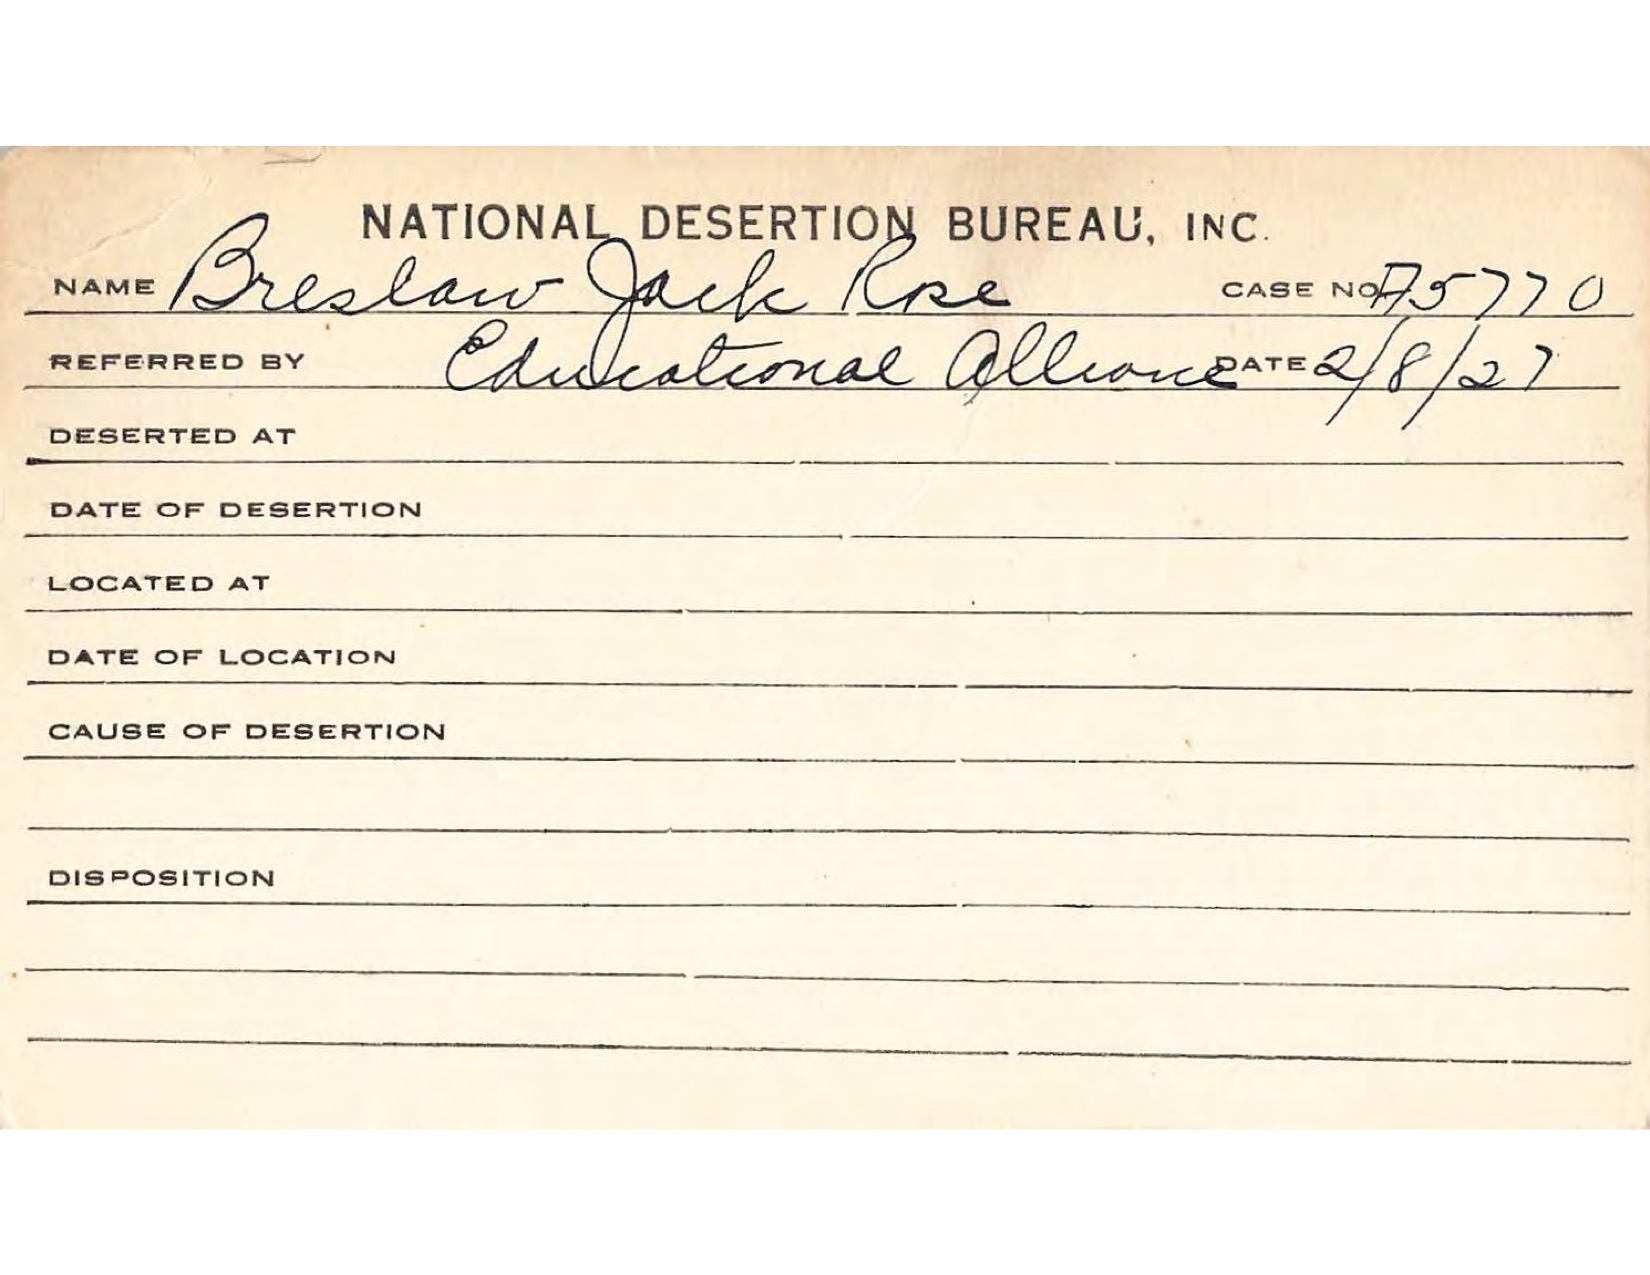 NATIONAL DESERTION BUREAU, INC.
NAME Breslaw Jack Rose CASE NO. A5770
REFERRED BY Educational Alliance DATE 2/8/27
DESERTED AT
DATE OF DESERTION
LOCATED AT
DATE OF LOCATION
CAUSE OF DESERTION
DISPOSITION